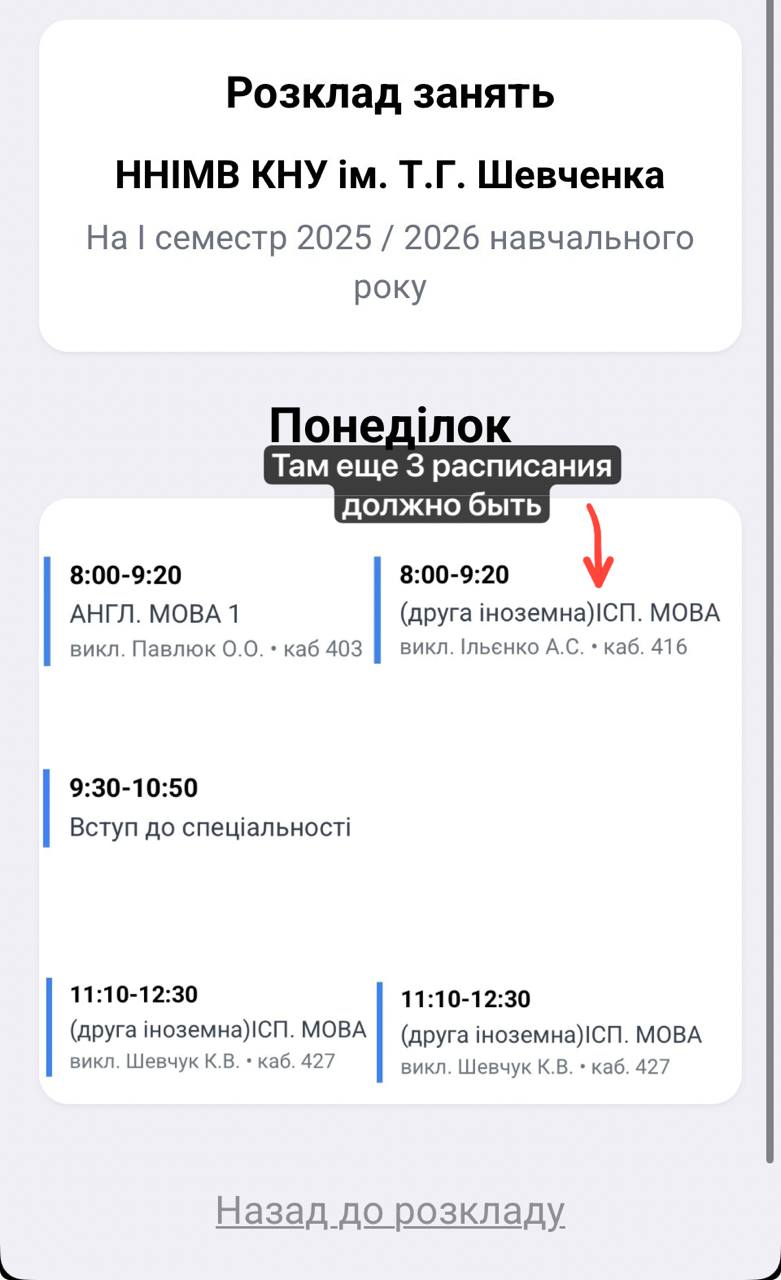 Розклад занять
ННІМВ КНУ ім. Т.Г. Шевченка
На І семестр 2025 / 2026 навчального
року
Понеділок
Там еще 3 расписания
должно быть
8:00-9:20
АНГЛ. МОВА 1
викл. Павлюк О.О. • каб 403
8:00-9:20
(друга іноземна)ІСП. МОВА
викл. Ільєнко А.С. • каб. 416
9:30-10:50
Вступ до спеціальності
11:10-12:30
(друга іноземна)ІСП. МОВА
викл. Шевчук К.В. • каб. 427
11:10-12:30
(друга іноземна)ІСП. МОВА
викл. Шевчук К.В. • каб. 427
Назад до розкладу